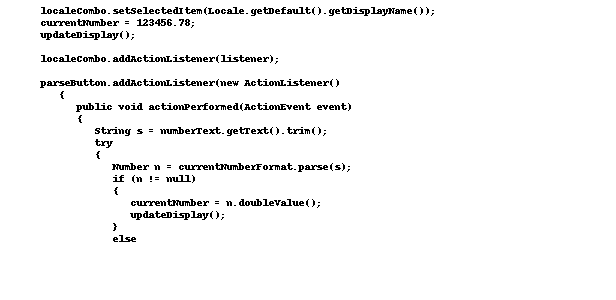 localeCombo.setSelectedItem(Locale.getDefault().getDisplayName());
currentNumber = 123456.78;
updateDisplay();
localeCombo.addActionListener(listener);
parseButton.addActionListener(new ActionListener()
{
public void actionPerformed(ActionEvent event)
{
String s = numberText.getText().trim();
try
{
Number n = currentNumberFormat.parse(s);
if (n != null)
{
currentNumber = n.doubleValue();
updateDisplay();
}
else